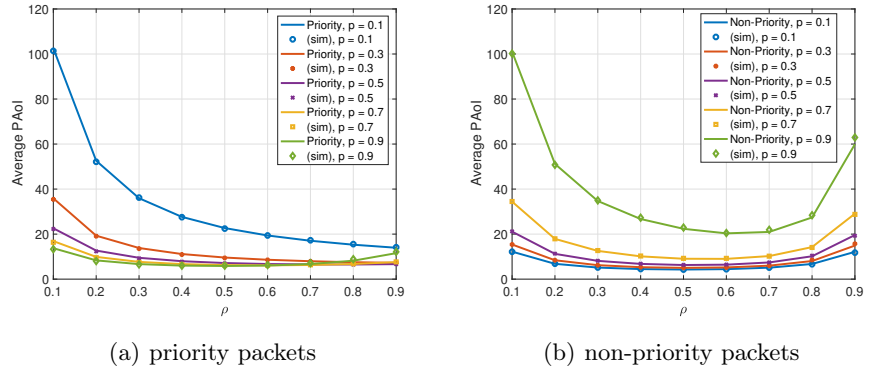 120
100
80
60
40
20
0
Average PAoI
0.1 0.2 0.3 0.4 0.5 0.6 0.7 0.8 0.9
ρ
Priority, p = 0.1
(sim), p = 0.1
Priority, p = 0.3
(sim), p = 0.3
Priority, p = 0.5
(sim), p = 0.5
Priority, p = 0.7
(sim), p = 0.7
Priority, p = 0.9
(sim), p = 0.9
(a) priority packets
120
100
80
60
40
20
0
Average PAoI
0.1 0.2 0.3 0.4 0.5 0.6 0.7 0.8 0.9
ρ
Non-Priority, p = 0.1
(sim), p = 0.1
Non-Priority, p = 0.3
(sim), p = 0.3
Non-Priority, p = 0.5
(sim), p = 0.5
Non-Priority, p = 0.7
(sim), p = 0.7
Non-Priority, p = 0.9
(sim), p = 0.9
(b) non-priority packets